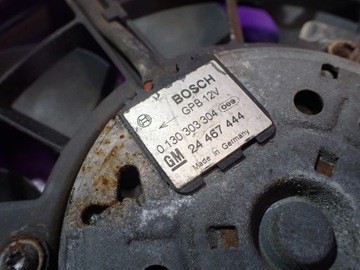 BOSCH
GPB 12V
0 130 303 304
GM 24 467 444
Made in Germany